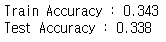 Train Accuracy : 0.343
Test Accuracy : 0.338